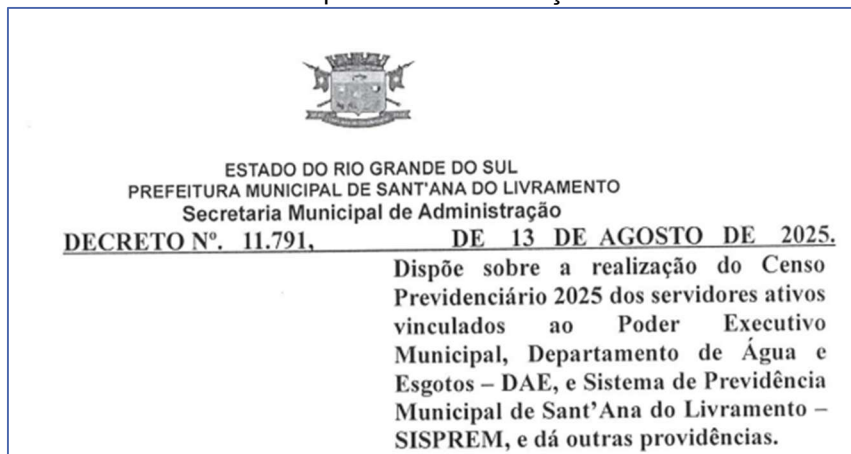 ESTADO DO RIO GRANDE DO SUL
PREFEITURA MUNICIPAL DE SANT'ANA DO LIVRAMENTO
Secretaria Municipal de Administração
DECRETO Nº. 11.791, DE 13 DE AGOSTO DE 2025.
Dispõe sobre a realização do Censo
Previdenciário 2025 dos servidores ativos
vinculados ao Poder Executivo
Municipal, Departamento de Água e
Esgotos – DAE, e Sistema de Previdência
Municipal de Sant'Ana do Livramento –
SISPREM, e dá outras providências.